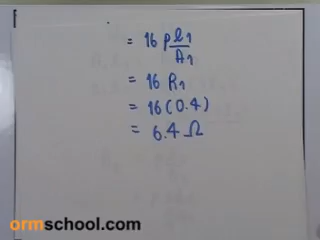 = 16 ρ l₁/A₁
= 16 R₁
= 16 (0.4)
= 6.4 Ω
ormschool.com